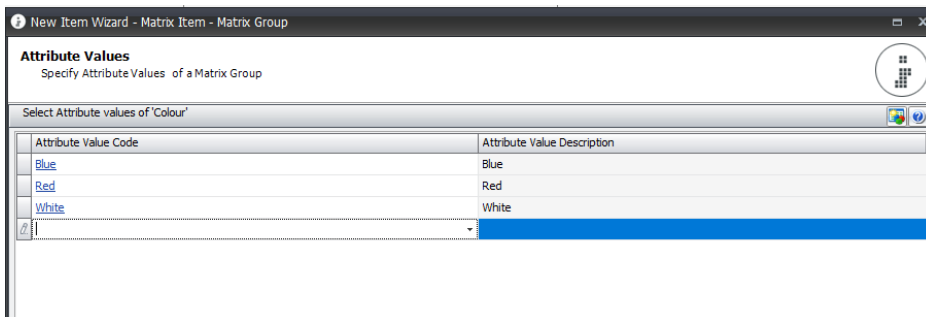 New Item Wizard - Matrix Item - Matrix Group
Attribute Values
Specify Attribute Values of a Matrix Group
Select Attribute values of 'Colour'
Attribute Value Code Attribute Value Description
Blue Blue
Red Red
White White